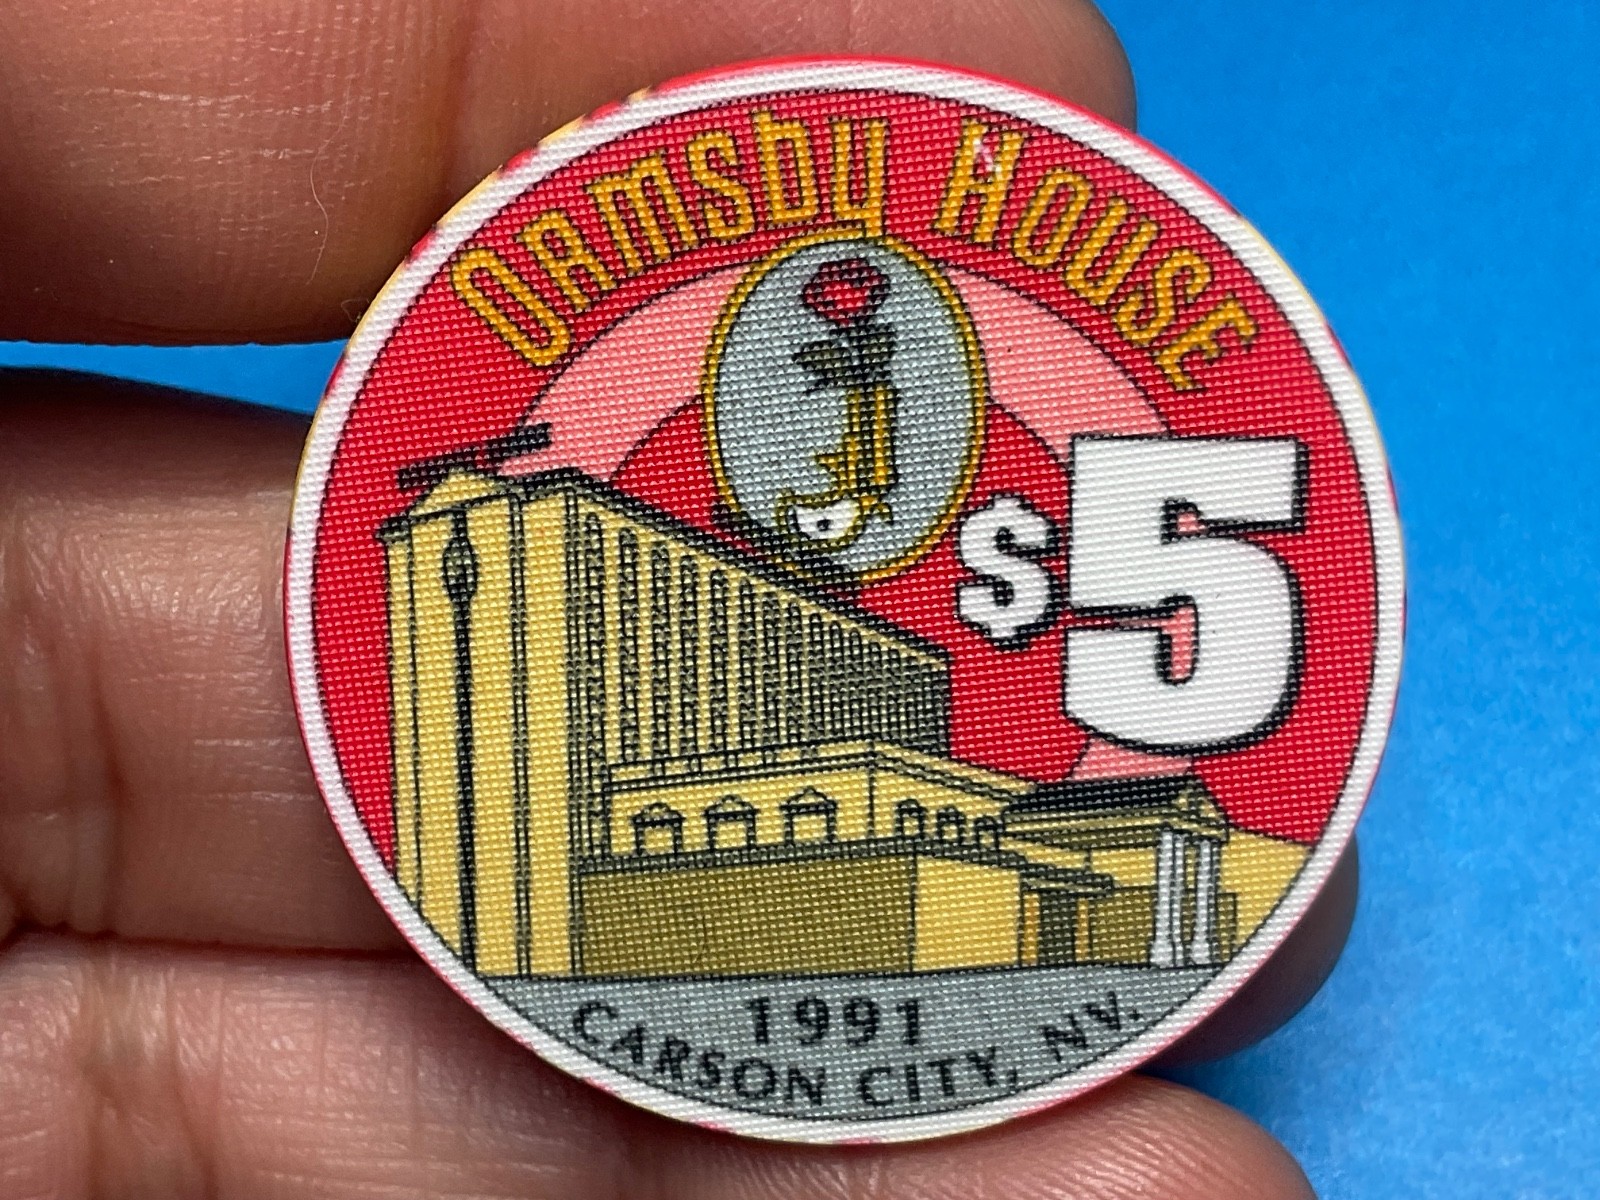 ORMSBY HOUSE
$5
1991
CARSON CITY, NV.